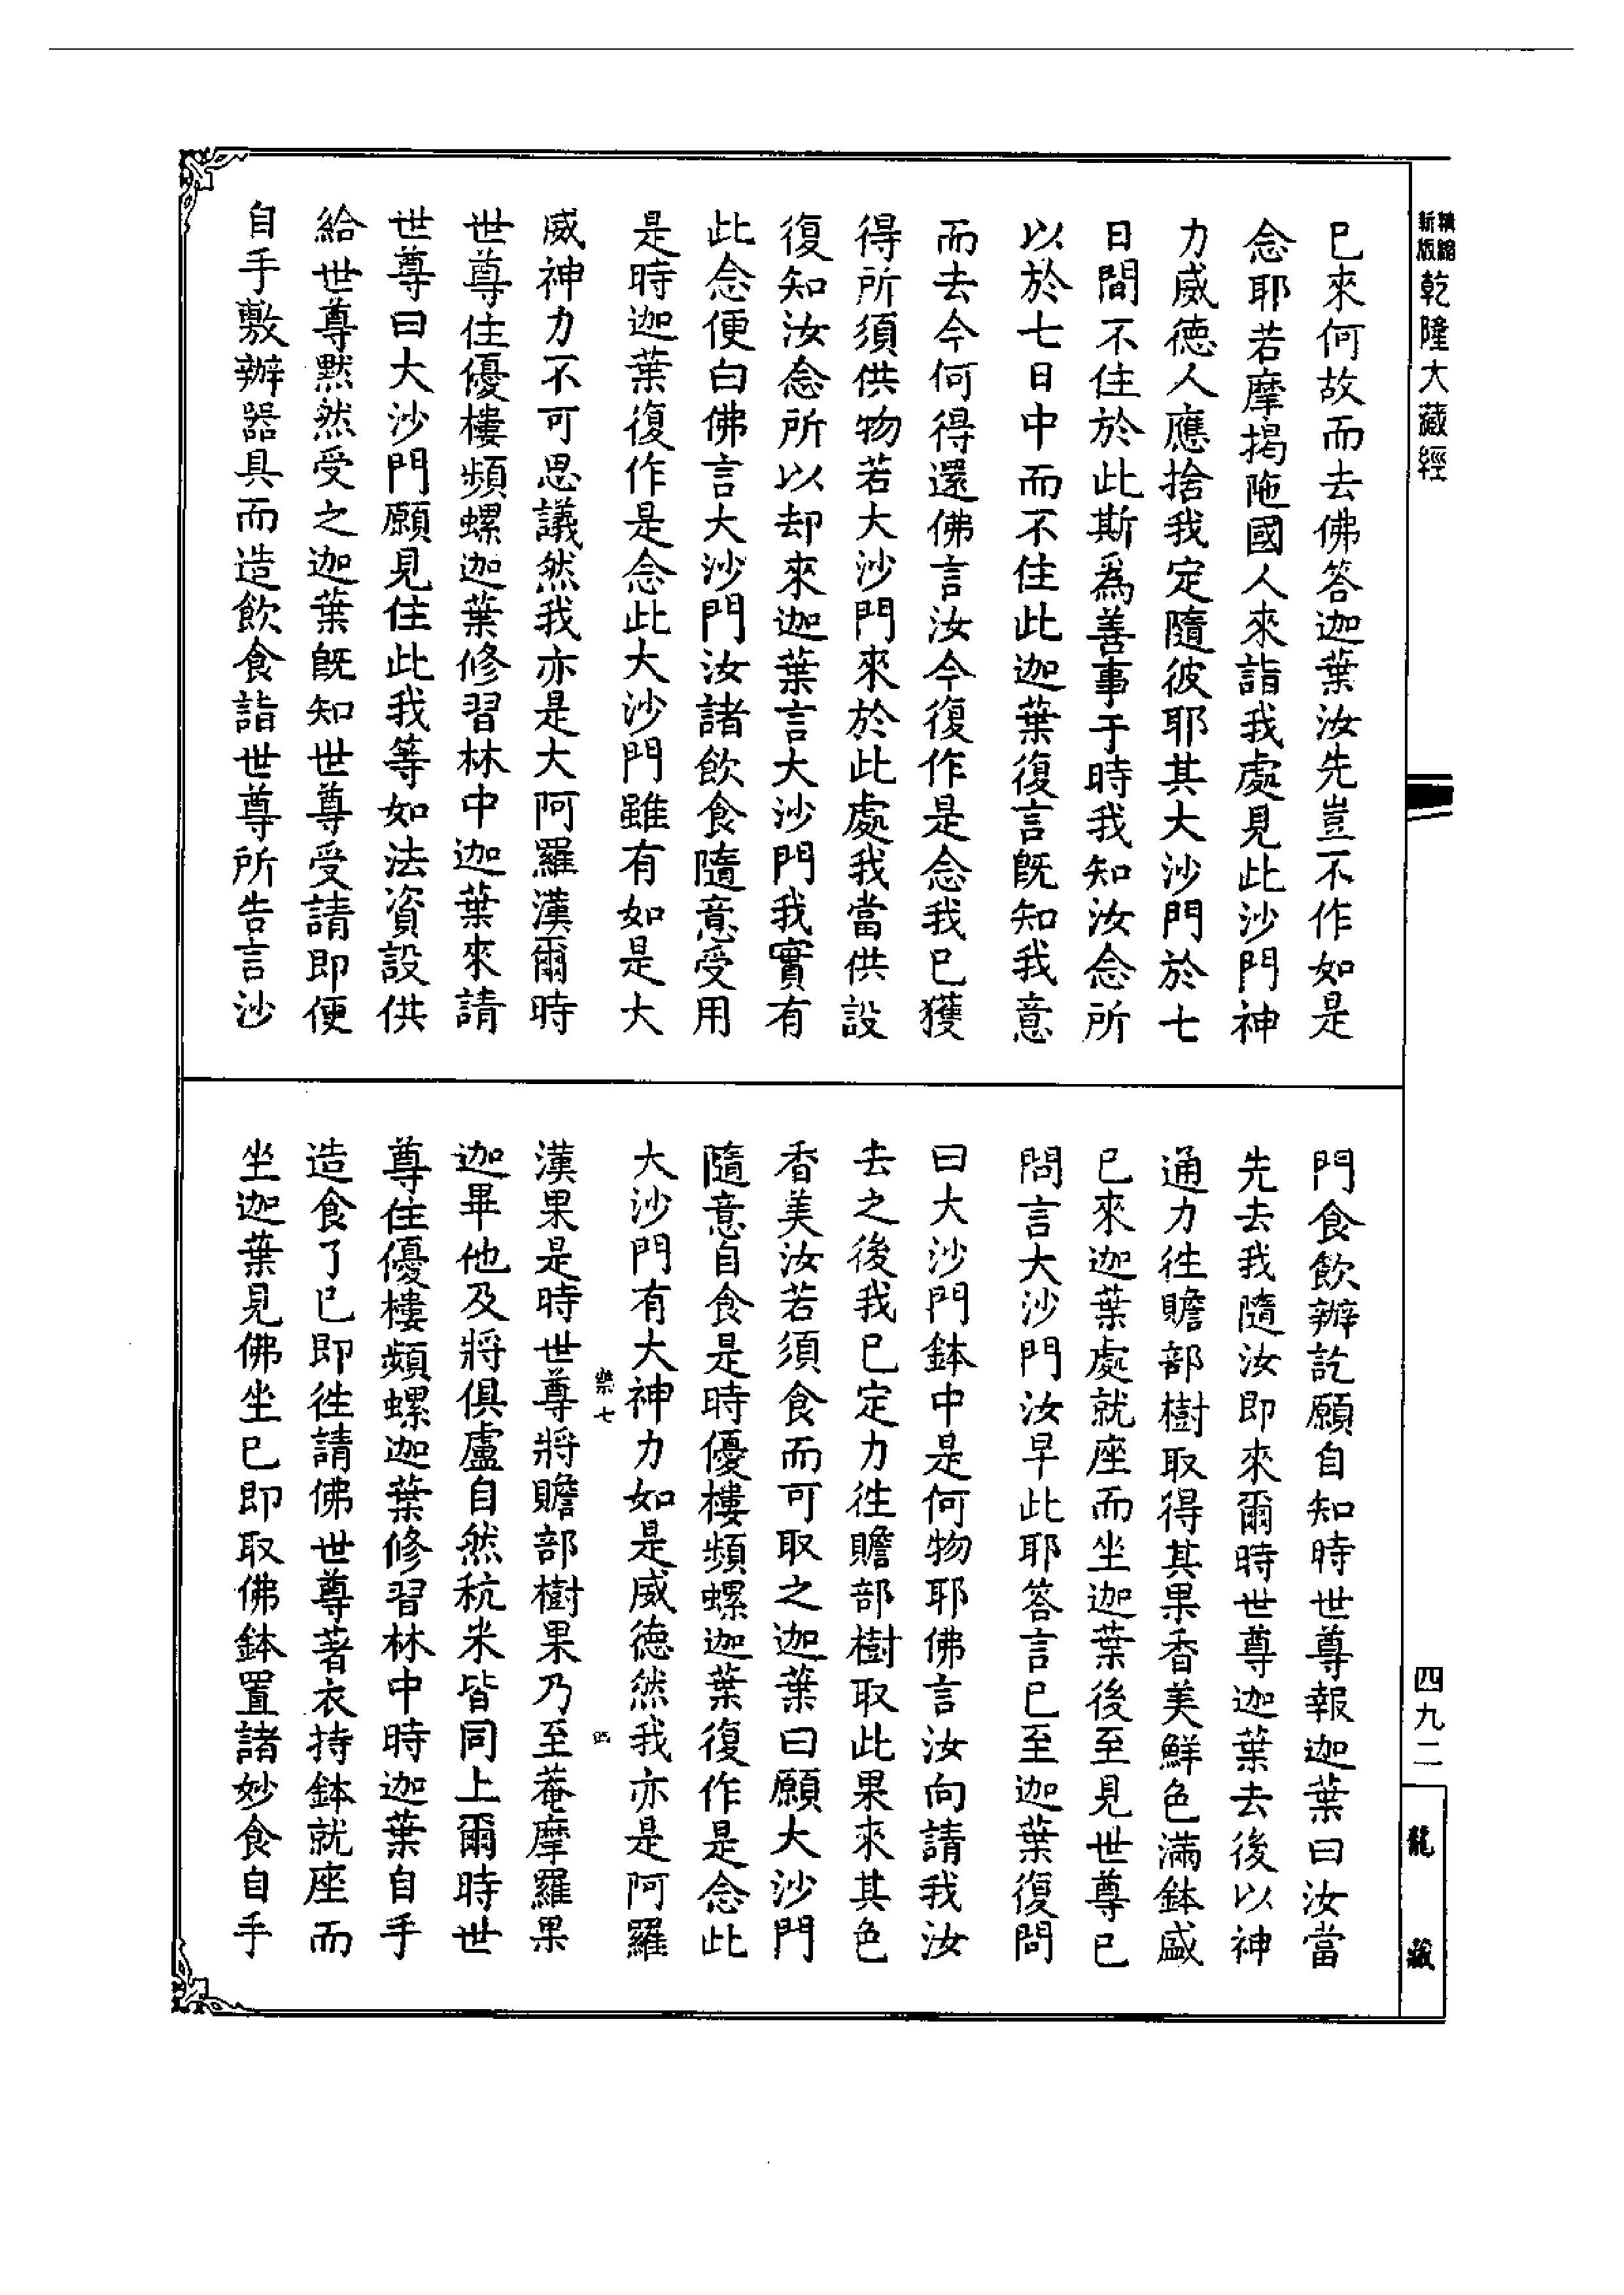 精縮新版乾隆大藏經
四九二
龍藏
已來何故而去佛答迦葉汝先豈不作如是
念耶若摩揭陁國人來詣我處見此沙門神
力威德人應捨我定隨彼耶其大沙門於七
日間不住於此斯爲善事于時我知汝念所
以於七日中而不住此迦葉復言旣知我意
而去今何得還佛言汝今復作是念我已獲
得所須供物若大沙門來於此處我當供設
復知汝念所以却來迦葉言大沙門我實有
此念便白佛言大沙門汝諸飲食隨意受用
是時迦葉復作是念此大沙門雖有如是大
威神力不可思議然我亦是大阿羅漢爾時
世尊住優樓頻螺迦葉修習林中迦葉來請
世尊曰大沙門願見住此我等如法資設供
給世尊默然受之迦葉旣知世尊受請即便
自手敷辦器具而造飲食詣世尊所告言沙
門食飲辦訖願自知時世尊報迦葉曰汝當
先去我隨汝即來爾時世尊迦葉去後以神
通力往贍部樹取得其果香美鮮色滿鉢盛
已來迦葉處就座而坐迦葉後至見世尊已
問言大沙門汝早此耶答言已至迦葉復問
曰大沙門鉢中是何物耶佛言汝向請我汝
去之後我已定力往贍部樹取此果來其色
香美汝若須食而可取之迦葉曰願大沙門
隨意自食是時優樓頻螺迦葉復作是念此
大沙門有大神力如是威德然我亦是阿羅
樂七
漢果是時世尊將贍部樹果乃至菴摩羅果
迦畢他及將俱盧自然秔米皆同上爾時世
尊住優樓頻螺迦葉修習林中時迦葉自手
造食了已即往請佛世尊著衣持鉢就座而
坐迦葉見佛坐已即取佛鉢置諸妙食自手